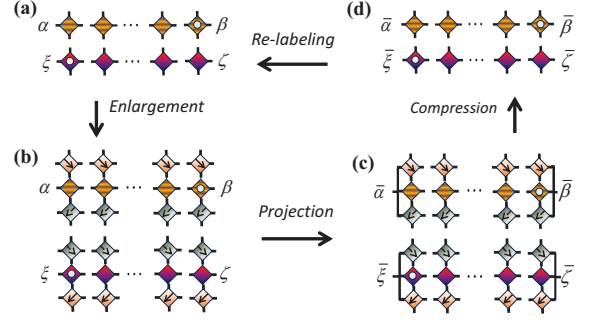 (a)
α ... β
ξ ... ζ
Re-labeling
(d)
ᾱ ... β̄
ξ̄ ... ζ̄
Enlargement
Compression
(b)
α ... β
ξ ... ζ
Projection
(c)
ᾱ ... β̄
ξ̄ ... ζ̄